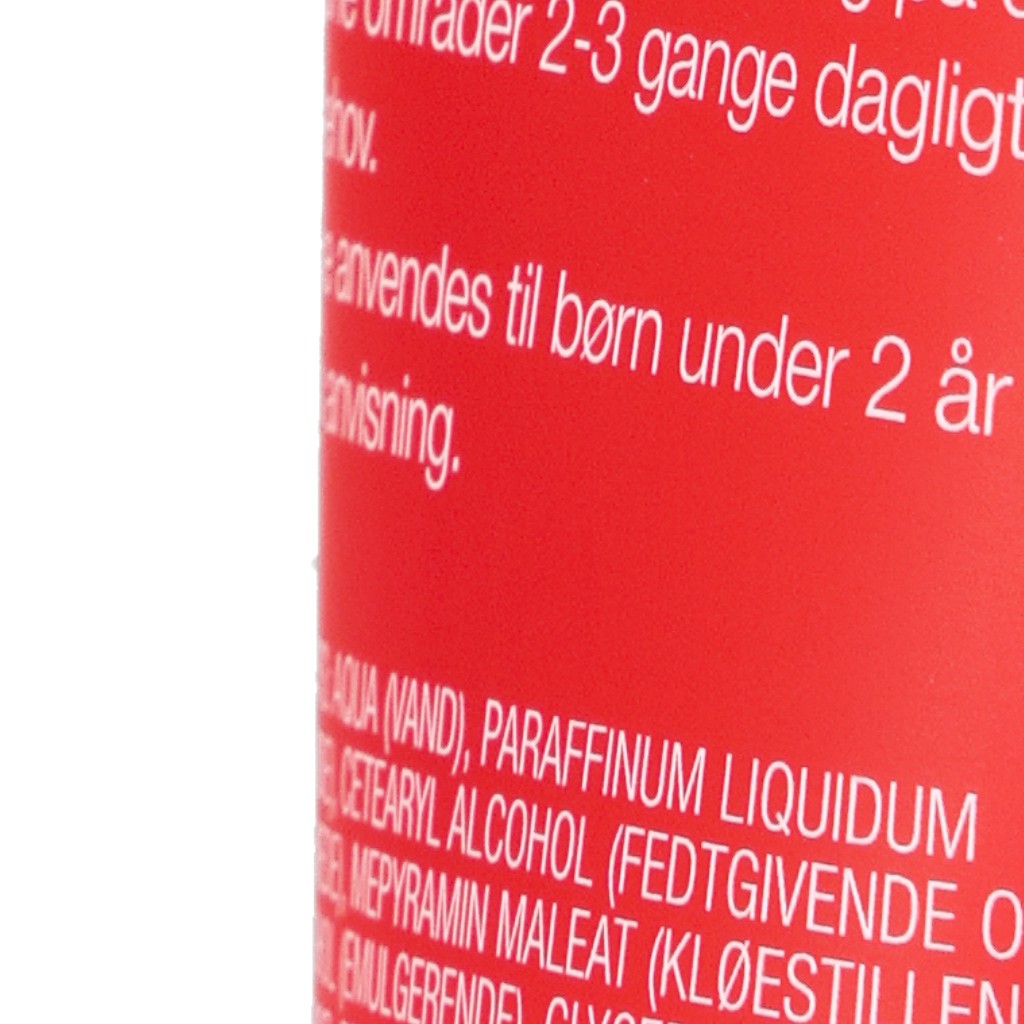 områder 2-3 gange dagligt
anvendes til børn under 2 år
anvisning.
AQUA (VAND), PARAFFINUM LIQUIDUM
CETEARYL ALCOHOL (FEDTGIVENDE O
MEPYRAMIN MALEAT (KLØESTILLEN
(EMULGERENDE),